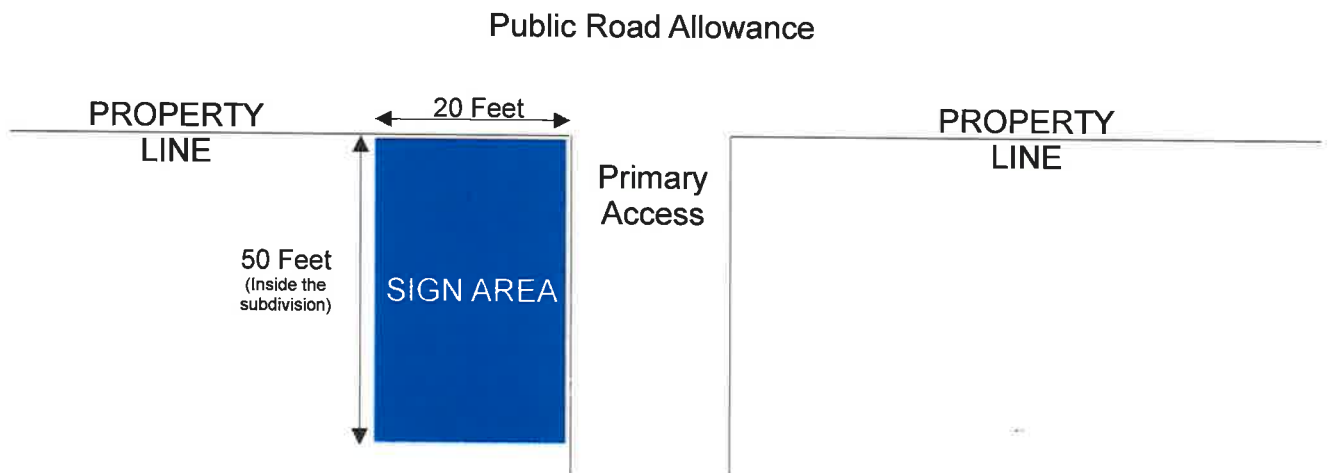 Public Road Allowance
PROPERTY
LINE
20 Feet
PROPERTY
LINE
Primary
Access
50 Feet
(Inside the
subdivision)
SIGN AREA